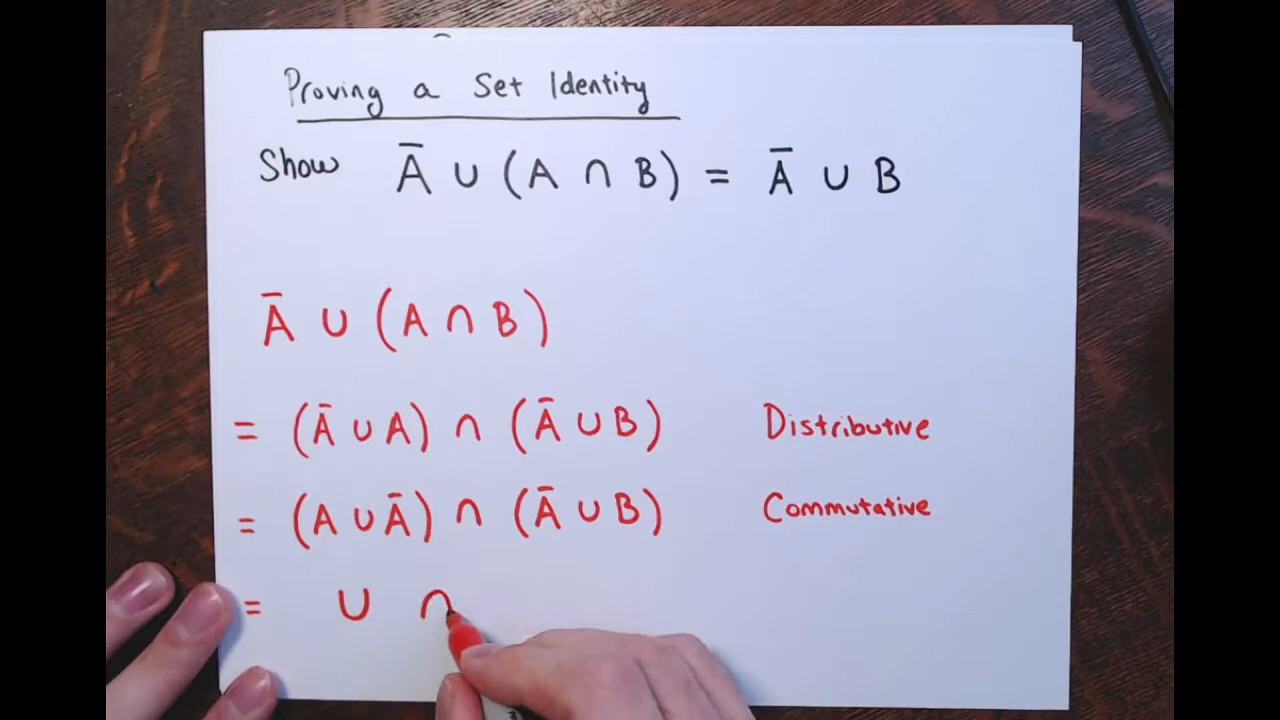 Proving a Set Identity
Show Ā ∪ (A ∩ B) = Ā ∪ B
Ā ∪ (A ∩ B)
= (Ā ∪ A) ∩ (Ā ∪ B) Distributive
= (A ∪ Ā) ∩ (Ā ∪ B) Commutative
= U ∩